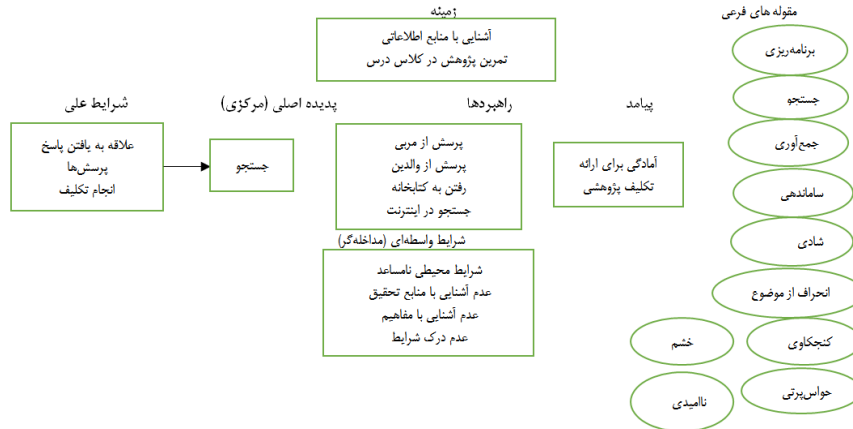 زمینه
آشنایی با منابع اطلاعاتی
تمرین پژوهش در کلاس درس
شرایط علی
علاقه به یافتن پاسخ
پرسش‌ها
انجام تکلیف
پدیده اصلی (مرکزی)
جستجو
راهبردها
پرسش از مربی
پرسش از والدین
رفتن به کتابخانه
جستجو در اینترنت
شرایط واسطه‌ای (مداخله‌گر)
شرایط محیطی نامساعد
عدم آشنایی با منابع تحقیق
عدم آشنایی با مفاهیم
عدم درک شرایط
پیامد
آمادگی برای ارائه
تکلیف پژوهشی
مقوله های فرعی
برنامه‌ریزی
جستجو
جمع‌آوری
ساماندهی
شادی
انحراف از موضوع
کنجکاوی
خشم
حواس‌پرتی
ناامیدی